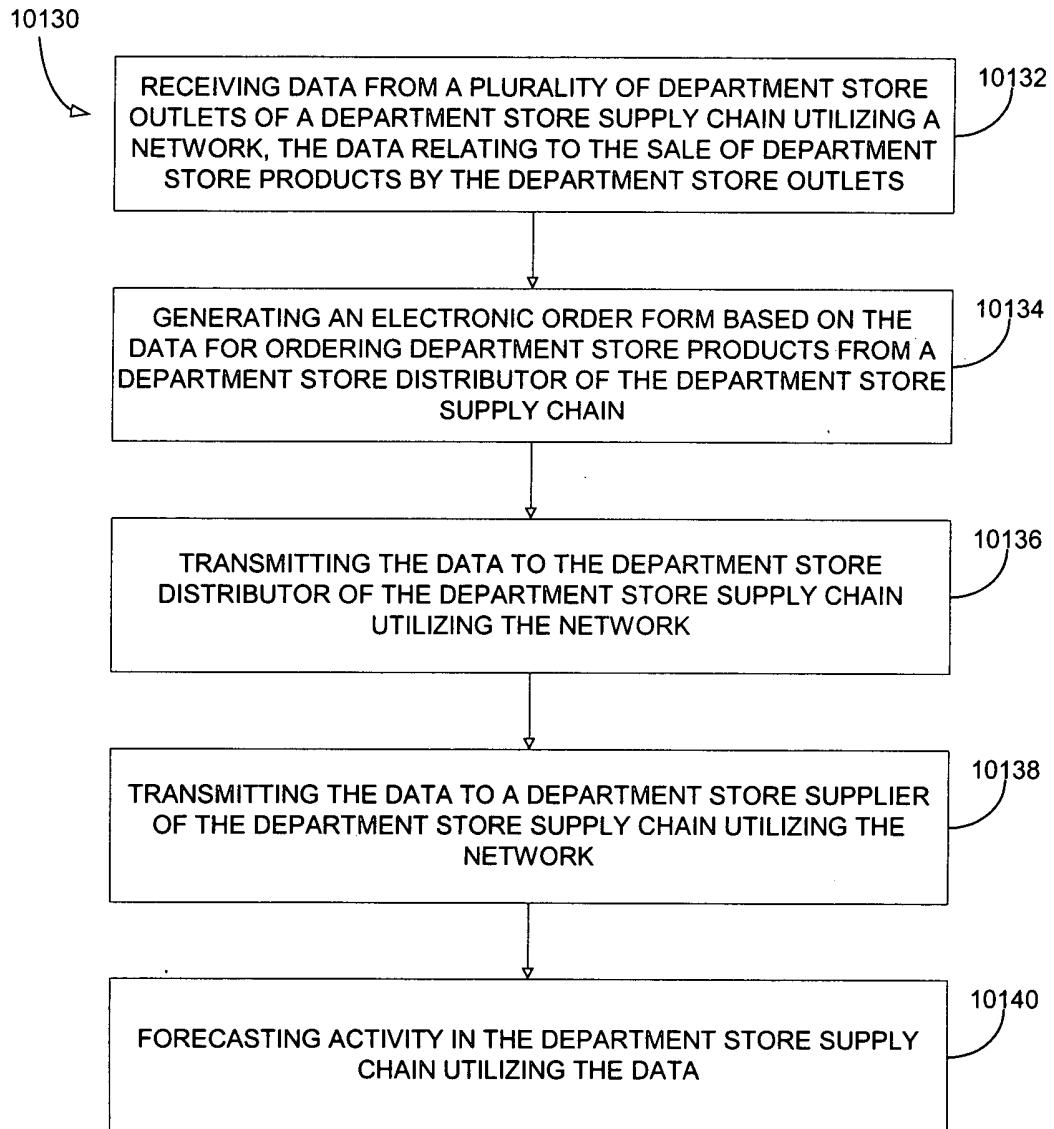 10130
RECEIVING DATA FROM A PLURALITY OF DEPARTMENT STORE
OUTLETS OF A DEPARTMENT STORE SUPPLY CHAIN UTILIZING A
NETWORK, THE DATA RELATING TO THE SALE OF DEPARTMENT
STORE PRODUCTS BY THE DEPARTMENT STORE OUTLETS
10132
GENERATING AN ELECTRONIC ORDER FORM BASED ON THE
DATA FOR ORDERING DEPARTMENT STORE PRODUCTS FROM A
DEPARTMENT STORE DISTRIBUTOR OF THE DEPARTMENT STORE
SUPPLY CHAIN
10134
TRANSMITTING THE DATA TO THE DEPARTMENT STORE
DISTRIBUTOR OF THE DEPARTMENT STORE SUPPLY CHAIN
UTILIZING THE NETWORK
10136
TRANSMITTING THE DATA TO A DEPARTMENT STORE SUPPLIER
OF THE DEPARTMENT STORE SUPPLY CHAIN UTILIZING THE
NETWORK
10138
FORECASTING ACTIVITY IN THE DEPARTMENT STORE SUPPLY
CHAIN UTILIZING THE DATA
10140